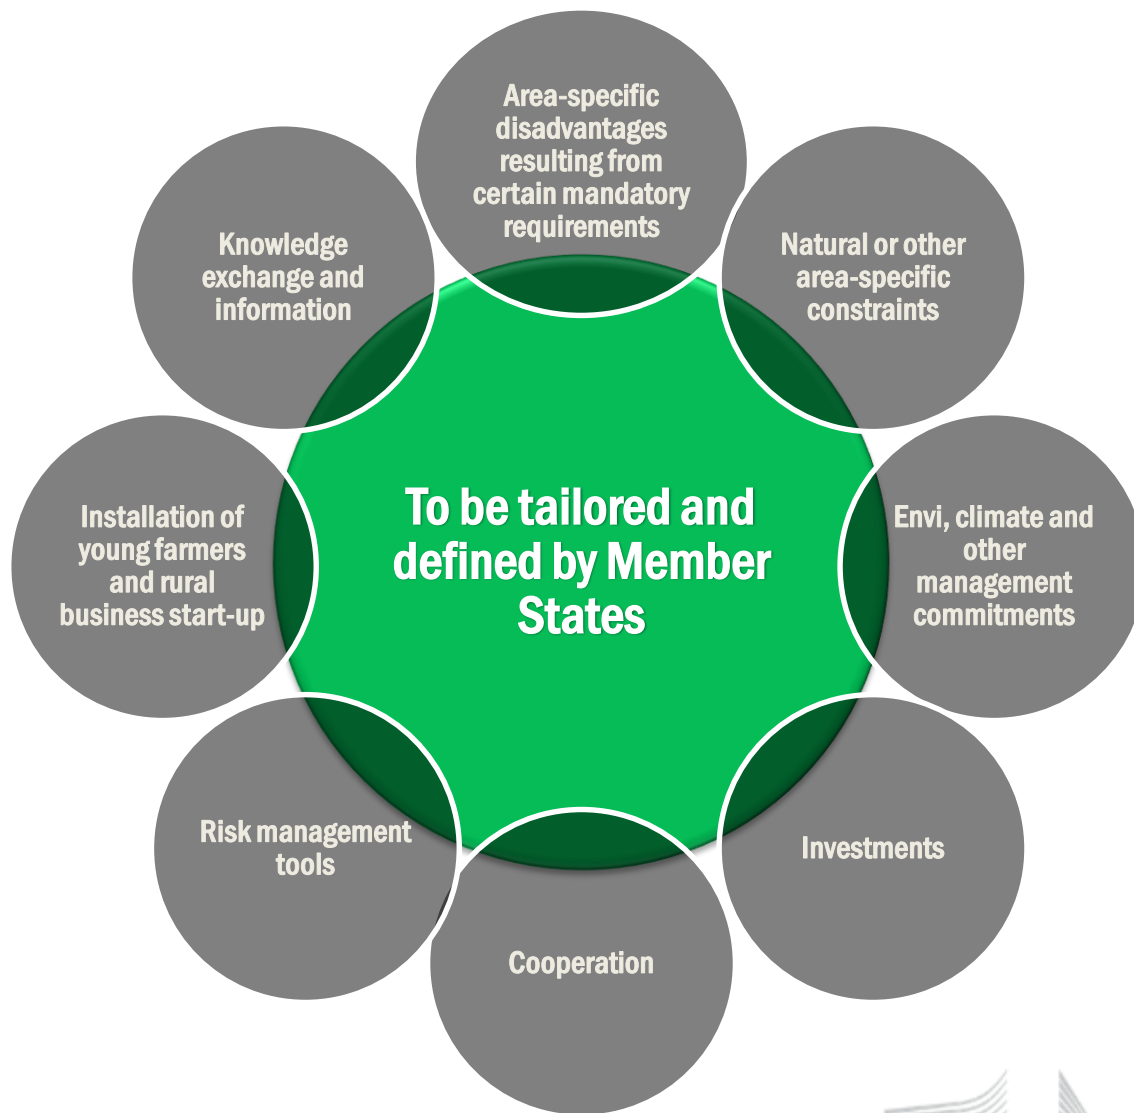 Area-specific
disadvantages
resulting from
certain mandatory
requirements
Knowledge
exchange and
information
Natural or other
area-specific
constraints
Installation of
young farmers
and rural
business start-up
To be tailored and
defined by Member
States
Envi, climate and
other
management
commitments
Risk management
tools
Investments
Cooperation